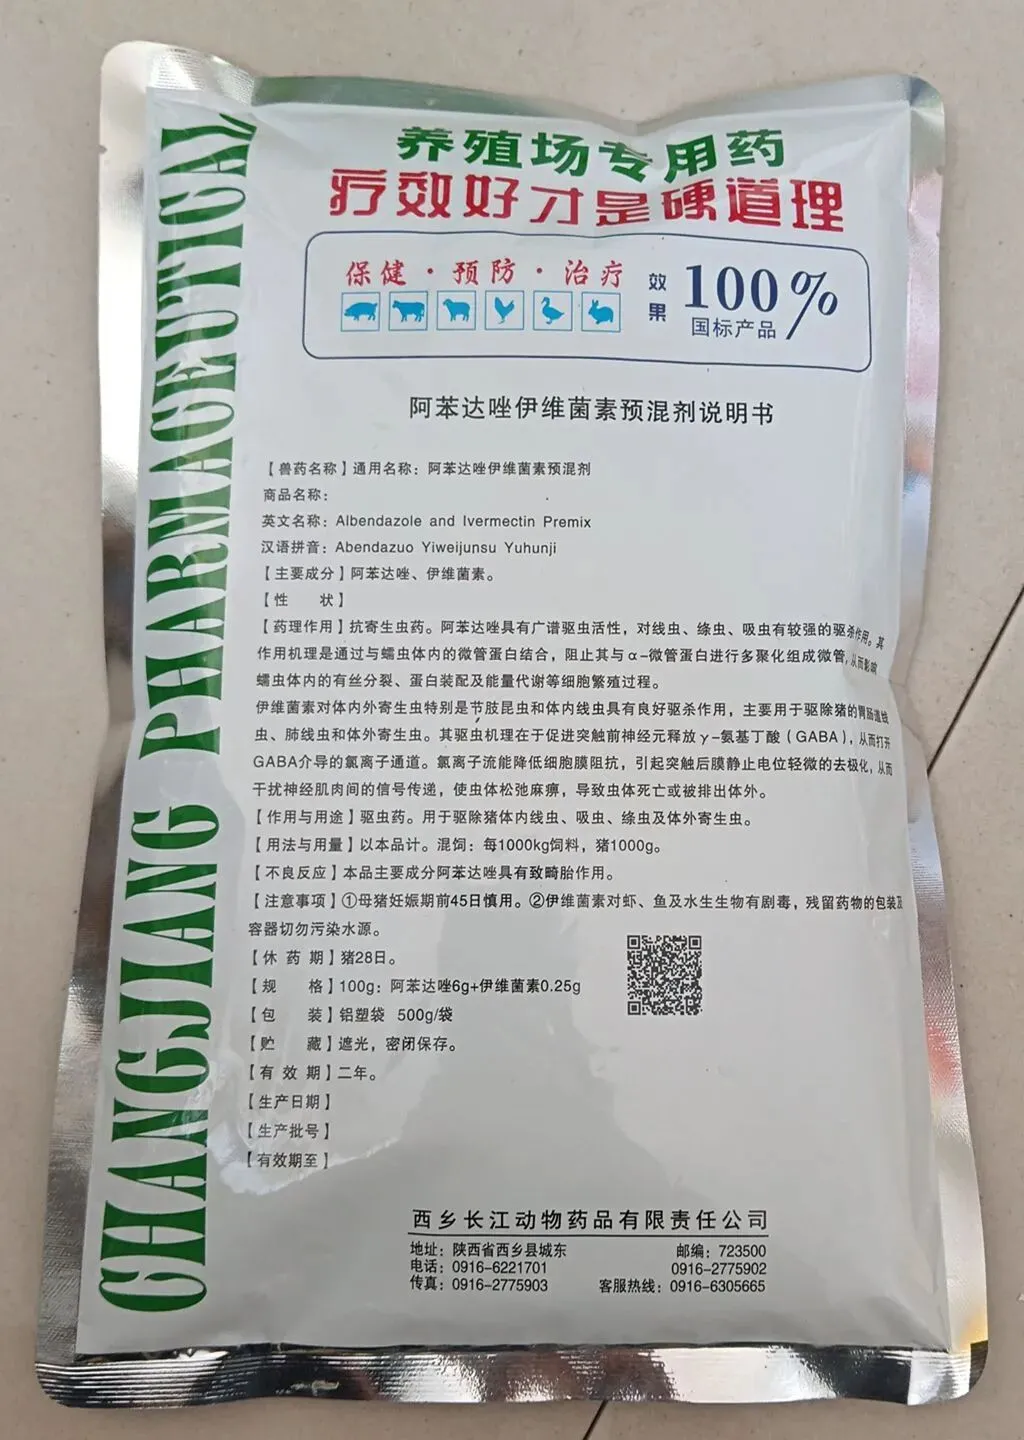 CHANGJIANG PHARMACEUTICAL
养殖场专用药
疗效好才是硬道理
保健·预防·治疗
效果
100%
国标产品
阿苯达唑伊维菌素预混剂说明书
【兽药名称】通用名称：阿苯达唑伊维菌素预混剂
商品名称：
英文名称：Albendazole and Ivermectin Premix
汉语拼音：Abendazuo Yiweijunsu Yuhunji
【主要成分】阿苯达唑、伊维菌素。
【性 状】
【药理作用】抗寄生虫药。阿苯达唑具有广谱驱虫活性，对线虫、绦虫、吸虫有较强的驱杀作用。其
作用机理是通过与蠕虫体内的微管蛋白结合，阻止其与α-微管蛋白进行多聚化组成微管，从而影响
蠕虫体内的有丝分裂、蛋白装配及能量代谢等细胞繁殖过程。
伊维菌素对体内外寄生虫特别是节肢昆虫和体内线虫具有良好驱杀作用，主要用于驱除猪的胃肠道线
虫、肺线虫和体外寄生虫。其驱虫机理在于促进突触前神经元释放γ-氨基丁酸（GABA），从而打开
GABA介导的氯离子通道。氯离子流能降低细胞膜阻抗，引起突触后膜静止电位轻微的去极化，从而
干扰神经肌肉间的信号传递，使虫体松弛麻痹，导致虫体死亡或被排出体外。
【作用与用途】驱虫药。用于驱除猪体内线虫、吸虫、绦虫及体外寄生虫。
【用法与用量】以本品计。混饲：每1000kg饲料，猪1000g。
【不良反应】本品主要成分阿苯达唑具有致畸胎作用。
【注意事项】①母猪妊娠期前45日慎用。②伊维菌素对虾、鱼及水生生物有剧毒，残留药物的包装及
容器切勿污染水源。
【休 药 期】猪28日。
【规 格】100g：阿苯达唑6g+伊维菌素0.25g
【包 装】铝塑袋 500g/袋
【贮 藏】遮光，密闭保存。
【有 效 期】二年。
【生产日期】
【生产批号】
【有效期至】
西乡长江动物药品有限责任公司
地址：陕西省西乡县城东 邮编：723500
电话：0916-6221701 0916-2775902
传真：0916-2775903 客服热线：0916-6305665